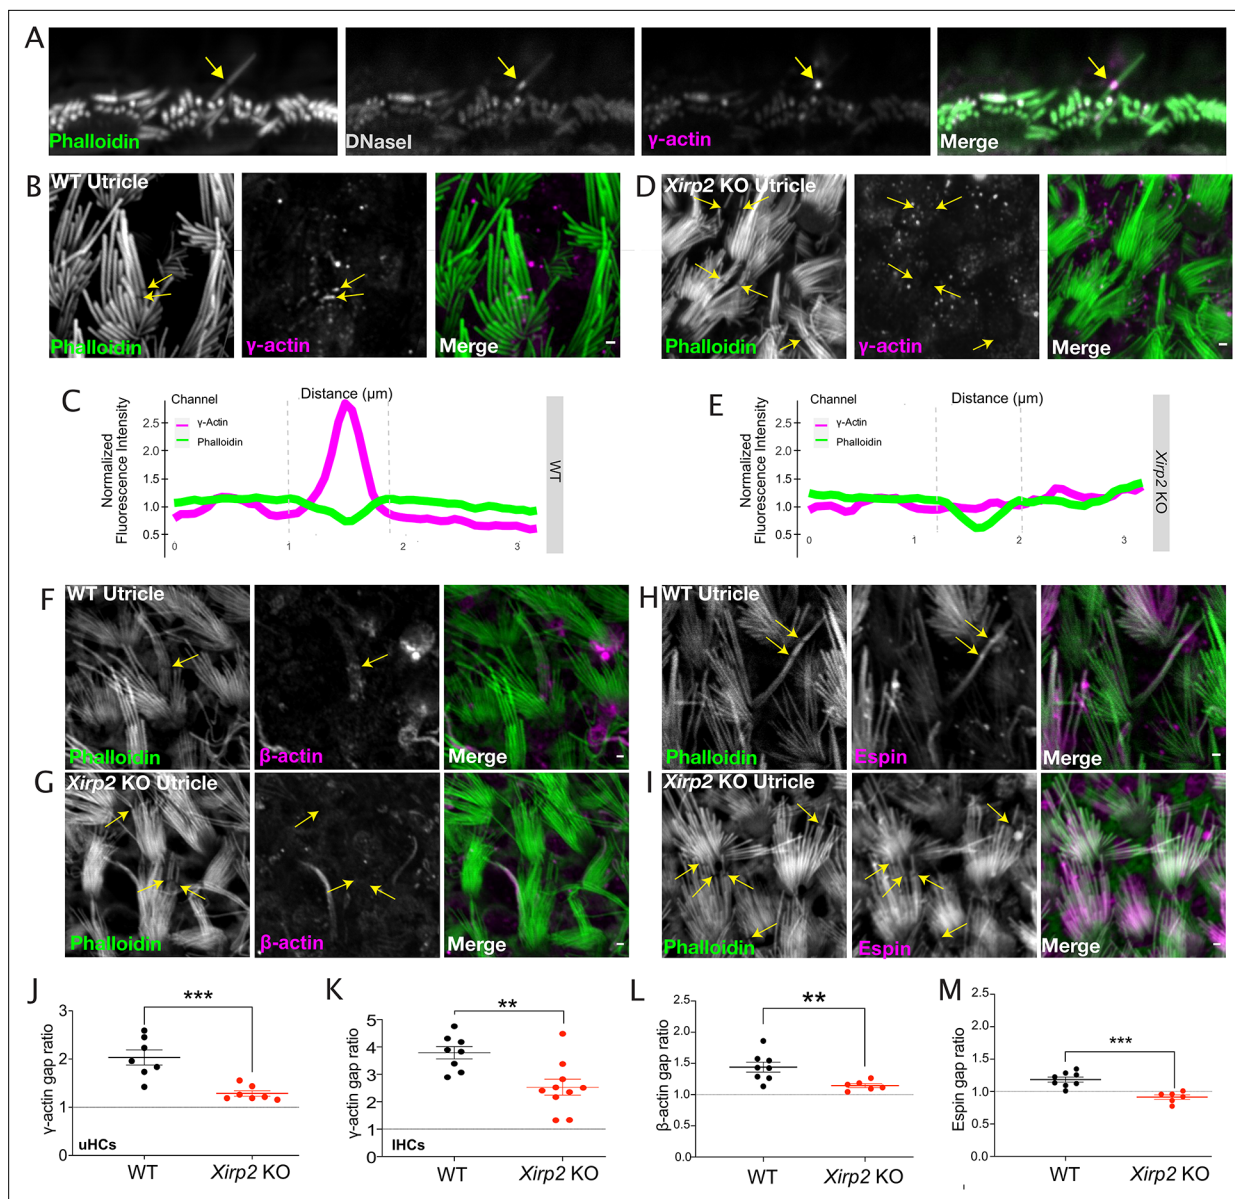 A
Phalloidin
DNaseI
γ-actin
Merge
B
WT Utricle
Phalloidin
γ-actin
Merge
D
Xirp2 KO Utricle
Phalloidin
γ-actin
Merge
C
Distance (µm)
Channel
γ-Actin
Phalloidin
Normalized
Fluorescence Intensity
2.5
2.0
1.5
1.0
0.5
0
1
2
3
WT
E
Distance (µm)
Channel
γ-Actin
Phalloidin
Normalized
Fluorescence Intensity
2.5
2.0
1.5
1.0
0.5
0
1
2
3
Xirp2 KO
F
WT Utricle
Phalloidin
β-actin
Merge
H
WT Utricle
Phalloidin
Espin
Merge
G
Xirp2 KO Utricle
Phalloidin
β-actin
Merge
I
Xirp2 KO Utricle
Phalloidin
Espin
Merge
J
γ-actin gap ratio
3
2
1
0
***
uHCs
WT
Xirp2 KO
K
γ-actin gap ratio
5
4
3
2
1
0
**
IHCs
WT
Xirp2 KO
L
β-actin gap ratio
2.5
2.0
1.5
1.0
0.5
0.0
**
WT
Xirp2 KO
M
Espin gap ratio
2.5
2.0
1.5
1.0
0.5
0.0
***
WT
Xirp2 KO